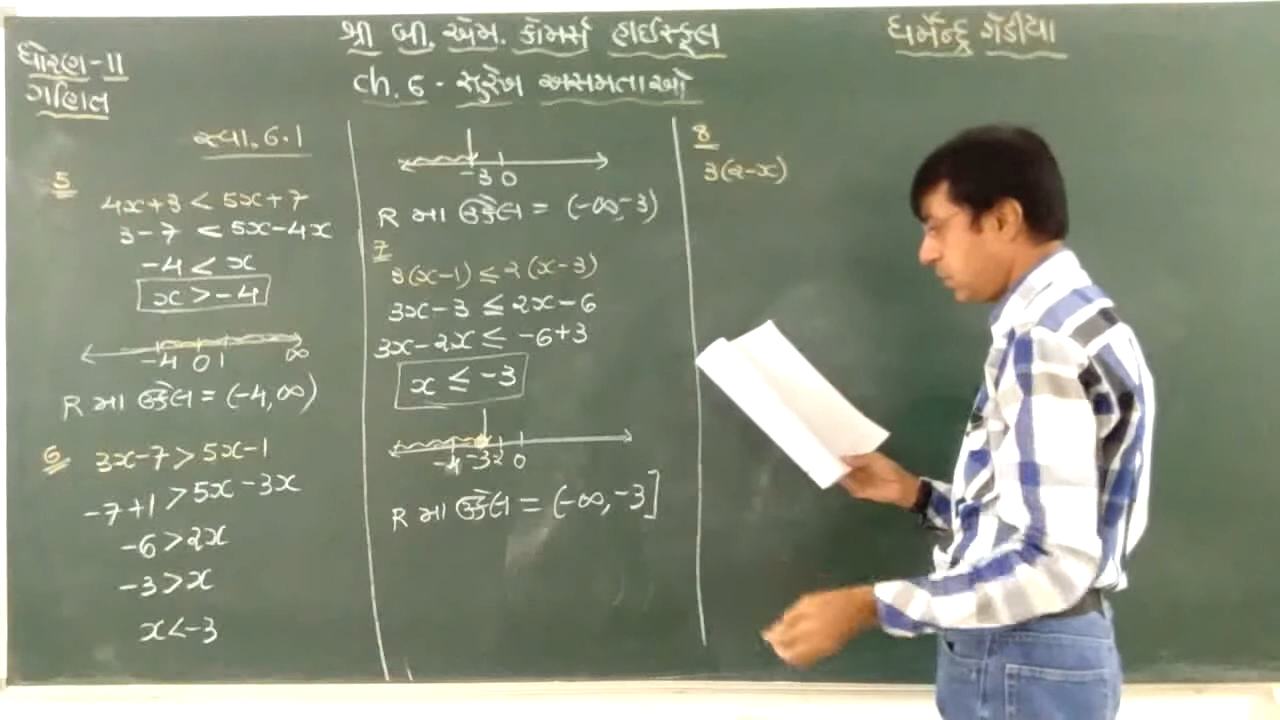 શ્રી બી. એમ. કોમર્સ હાઈસ્કૂલ
ધર્મેન્દ્ર ગેડીયા
ધોરણ-11
ગણિત
Ch. 6 - સુરેખ અસમતાઓ
સ્વા. 6.1
5
4x+3 < 5x+7
3-7 < 5x-4x
-4 < x
x > -4
-4 0 1 ∞
R મા ઉકેલ = (-4, ∞)
6
3x-7 > 5x-1
-7+1 > 5x-3x
-6 > 2x
-3 > x
x < -3
-3 0
R મા ઉકેલ = (-∞, -3)
7
3(x-1) ≤ 2(x-3)
3x-3 ≤ 2x-6
3x-2x ≤ -6+3
x ≤ -3
-4 -3 -2 0
R મા ઉકેલ = (-∞, -3]
8
3(2-x)